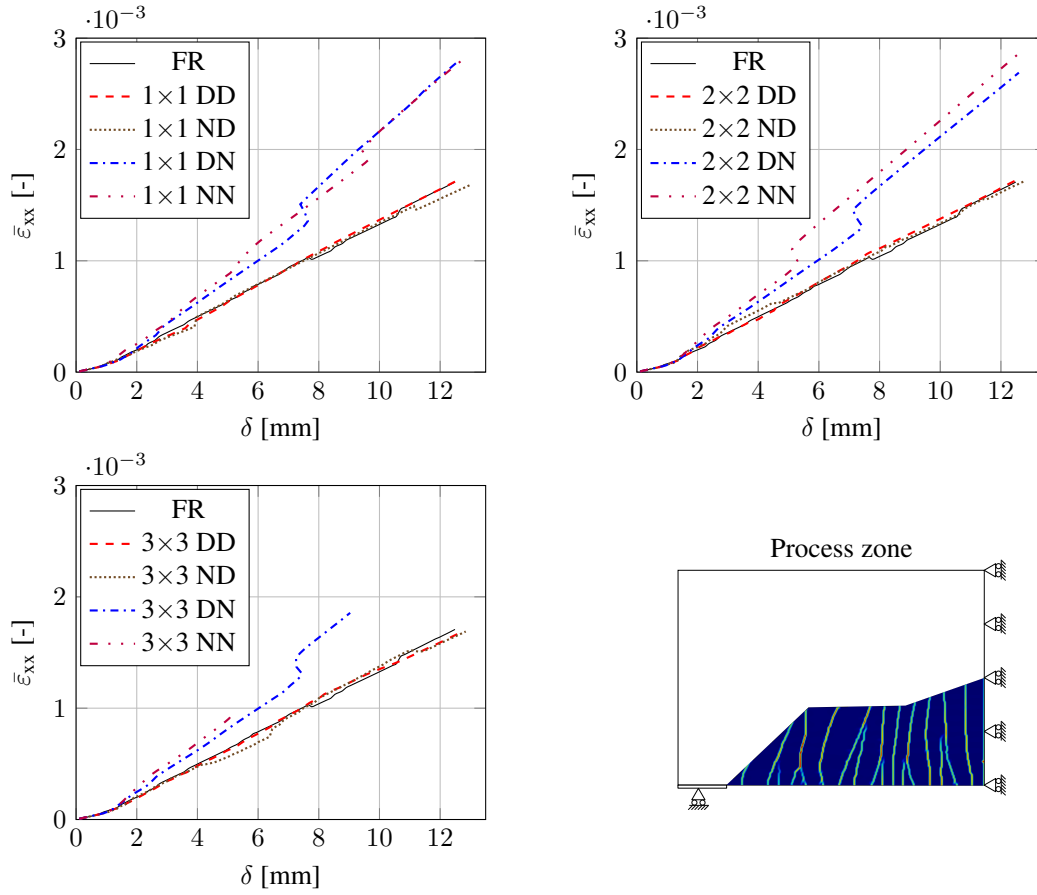 ·10⁻³
3
2
1
0
0 2 4 6 8 10 12
ε̄xx [-]
δ [mm]
FR
1×1 DD
1×1 ND
1×1 DN
1×1 NN
·10⁻³
3
2
1
0
0 2 4 6 8 10 12
ε̄xx [-]
δ [mm]
FR
2×2 DD
2×2 ND
2×2 DN
2×2 NN
·10⁻³
3
2
1
0
0 2 4 6 8 10 12
ε̄xx [-]
δ [mm]
FR
3×3 DD
3×3 ND
3×3 DN
3×3 NN
Process zone